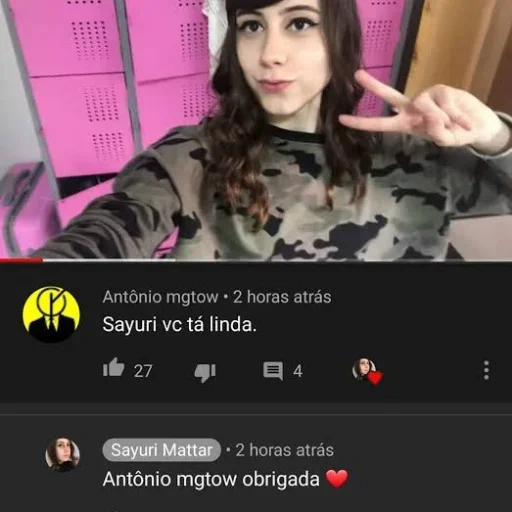 Antônio mgtow • 2 horas atrás
Sayuri vc tá linda.
27
4
Sayuri Mattar • 2 horas atrás
Antônio mgtow obrigada ❤️